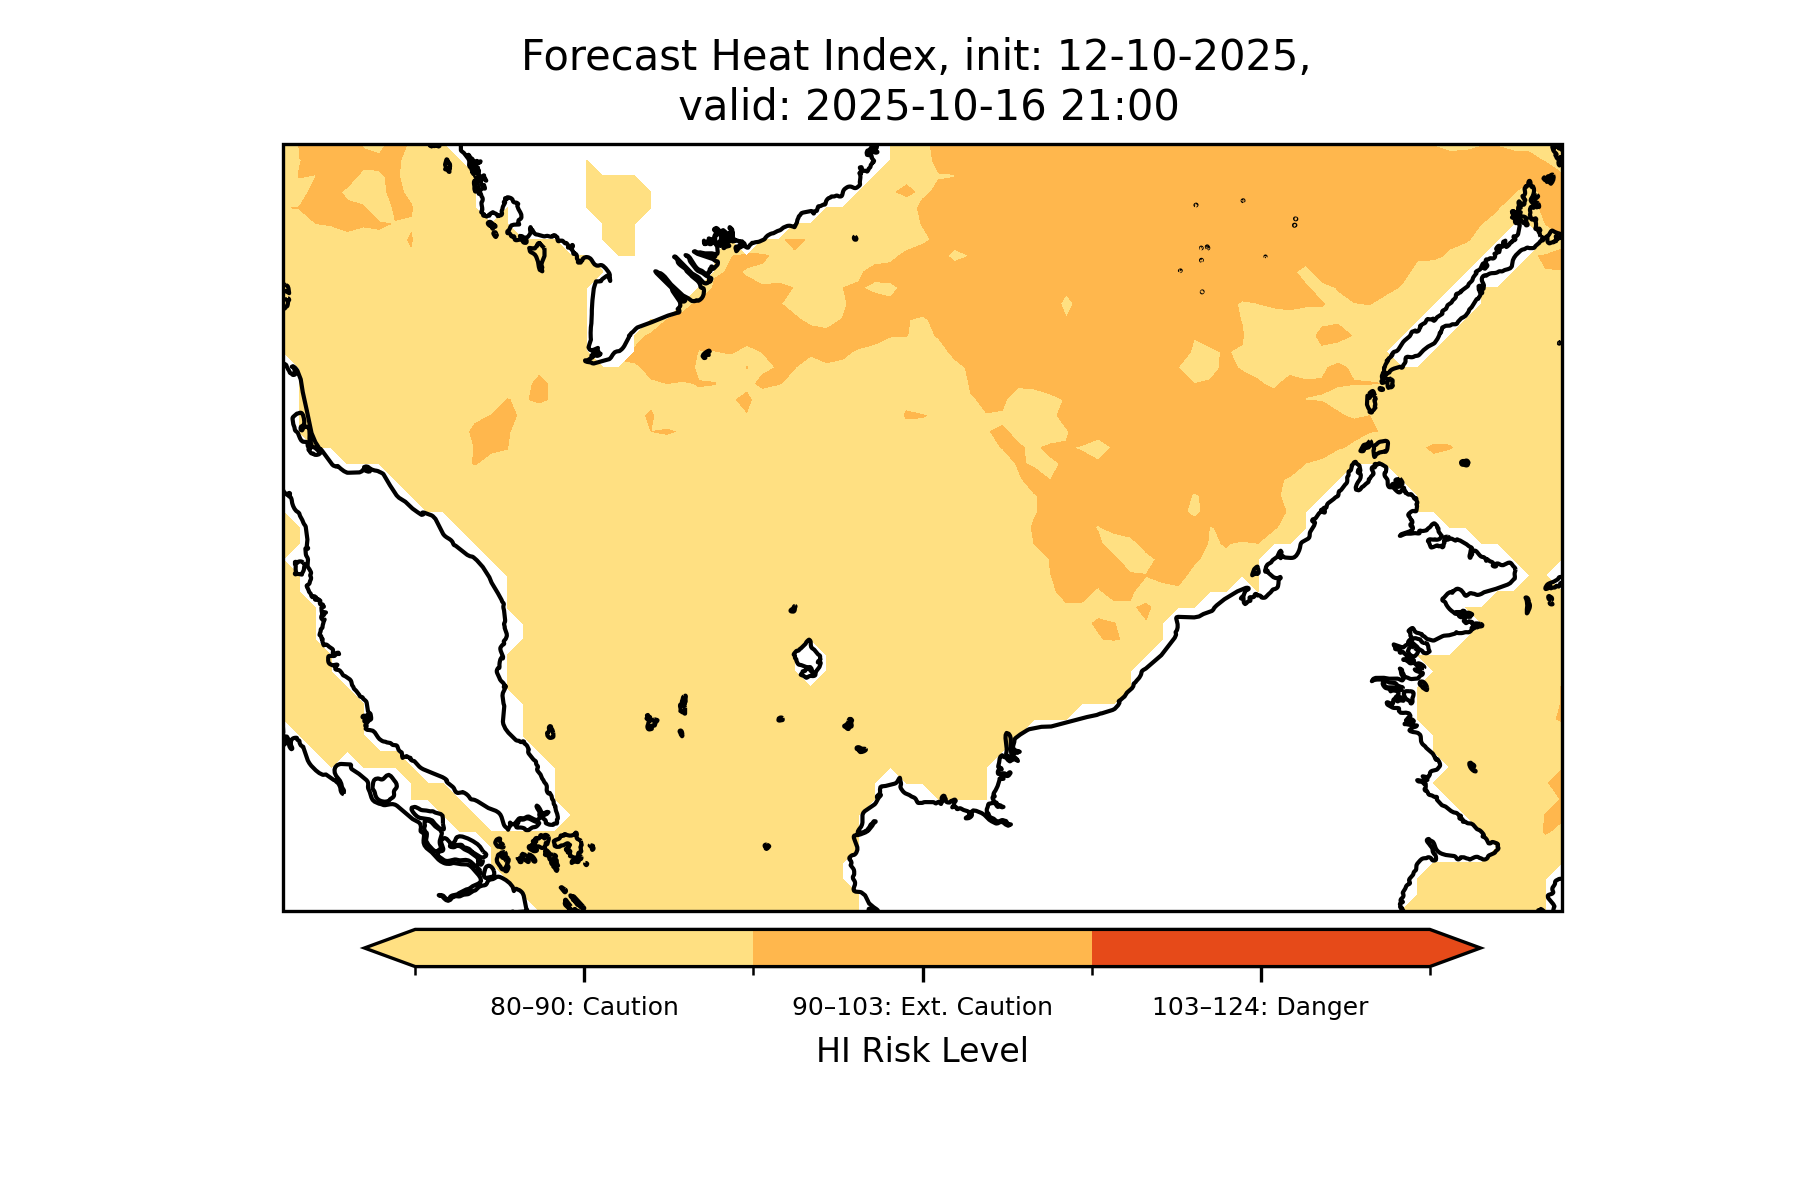 Forecast Heat Index, init: 12-10-2025,
valid: 2025-10-16 21:00
80–90: Caution
90–103: Ext. Caution
103–124: Danger
HI Risk Level